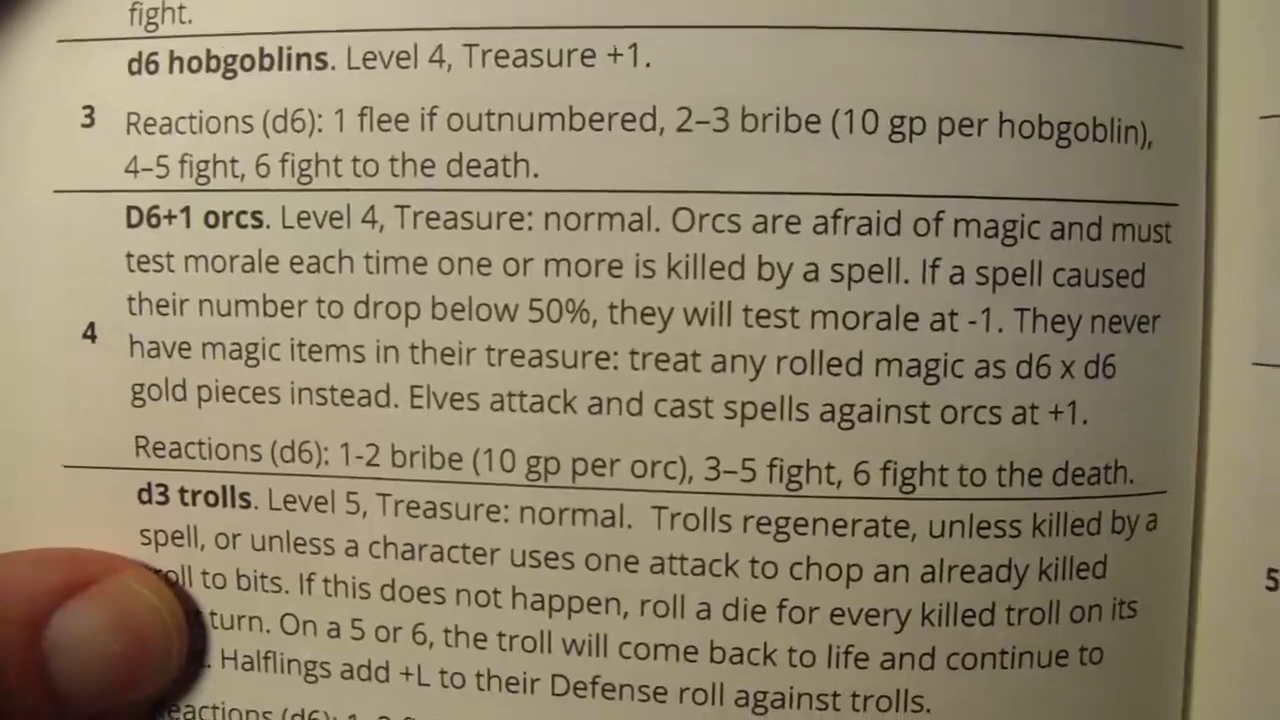 fight.
d6 hobgoblins. Level 4, Treasure +1.
3
Reactions (d6): 1 flee if outnumbered, 2–3 bribe (10 gp per hobgoblin),
4–5 fight, 6 fight to the death.
D6+1 orcs. Level 4, Treasure: normal. Orcs are afraid of magic and must
test morale each time one or more is killed by a spell. If a spell caused
their number to drop below 50%, they will test morale at -1. They never
4
have magic items in their treasure: treat any rolled magic as d6 x d6
gold pieces instead. Elves attack and cast spells against orcs at +1.
Reactions (d6): 1-2 bribe (10 gp per orc), 3–5 fight, 6 fight to the death.
d3 trolls. Level 5, Treasure: normal. Trolls regenerate, unless killed by a
spell, or unless a character uses one attack to chop an already killed
to bits. If this does not happen, roll a die for every killed troll on its
turn. On a 5 or 6, the troll will come back to life and continue to
. Halflings add +L to their Defense roll against trolls.
5